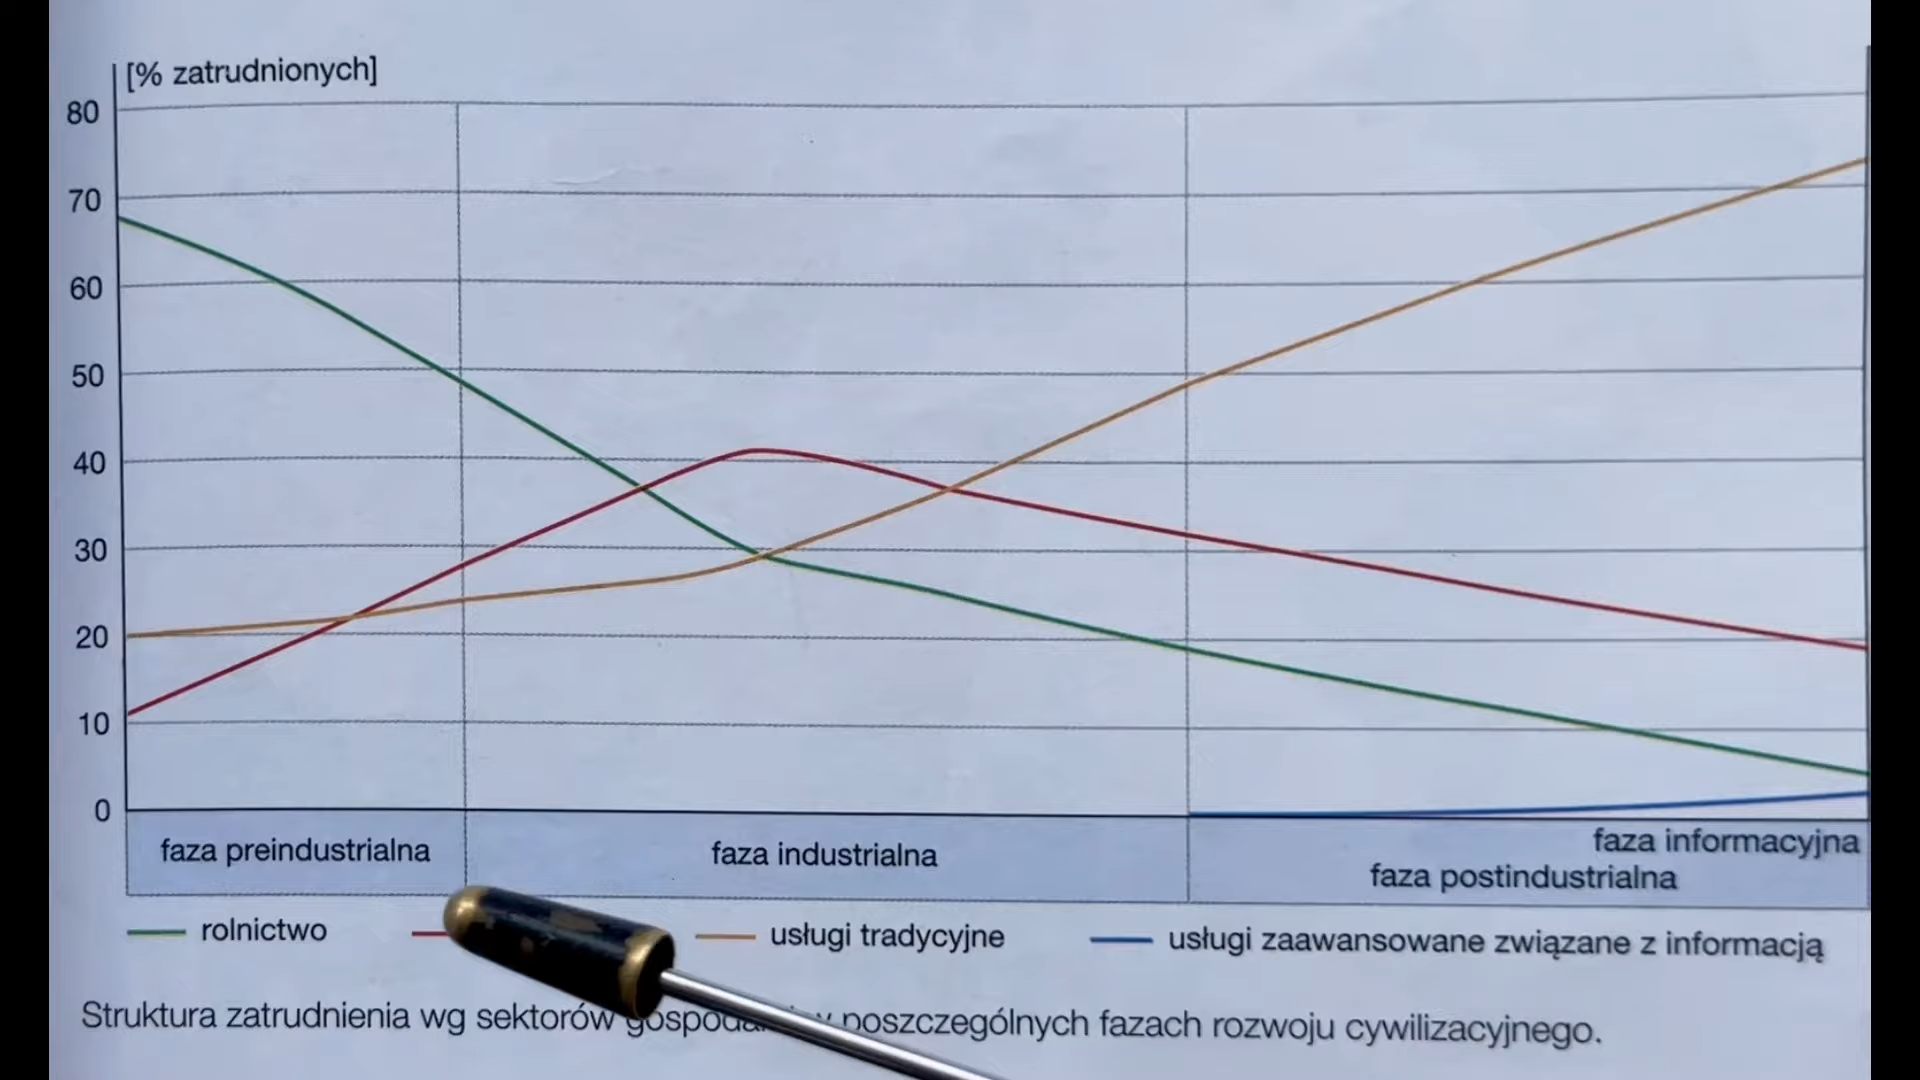 [% zatrudnionych]
80
70
60
50
40
30
20
10
0
faza preindustrialna
faza industrialna
faza informacyjna
faza postindustrialna
rolnictwo
usługi tradycyjne
usługi zaawansowane związane z informacją
Struktura zatrudnienia wg sektorów poszczególnych fazach rozwoju cywilizacyjnego.